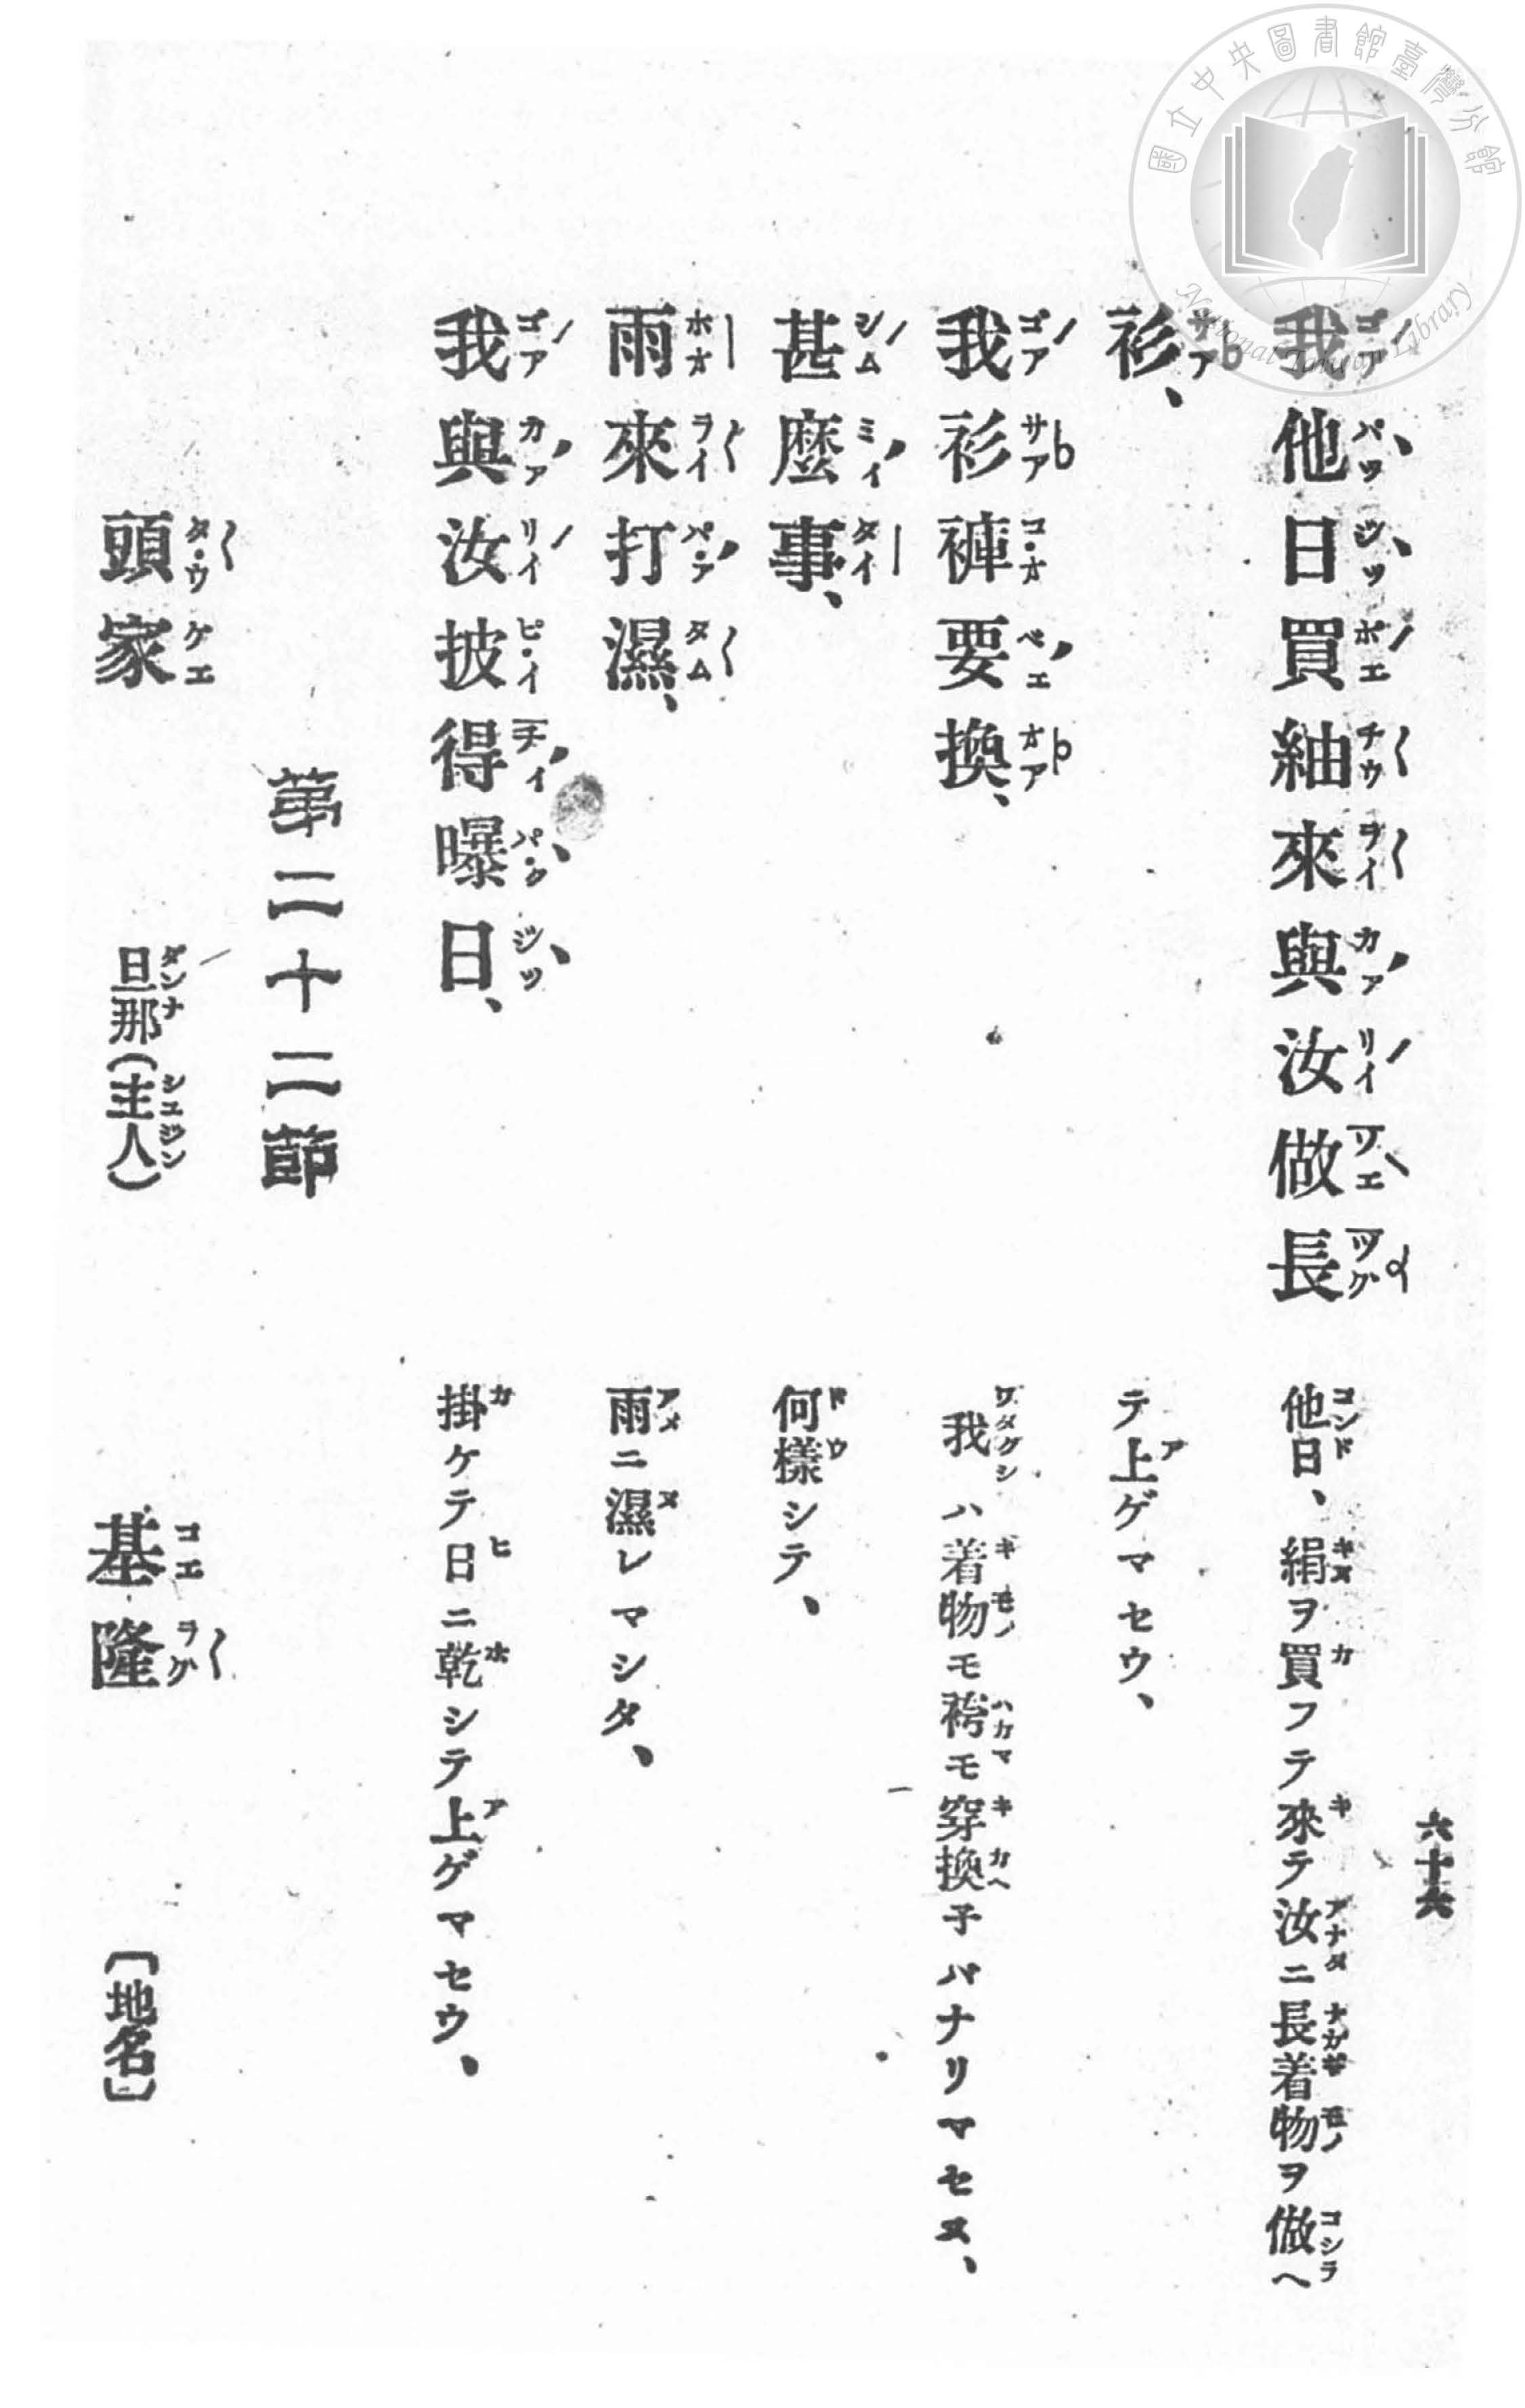 國立中央圖書館臺灣分館
National Taiwan Library
六十六
我他日買紬來與汝做長
他日、絹ヲ買フテ來テ汝ニ長着物ヲ做ヘ
衫、
テ上ゲマセウ、
我衫褲要換、
我ハ着物モ袴モ穿換子バナリマセヌ、
甚麼事、
何樣シテ、
雨來打濕、
雨ニ濕レマシタ、
我與汝披得曝日、
掛ケテ日ニ乾シテ上ゲマセウ、
第二十二節
頭家
旦那(主人)
基隆
〔地名〕